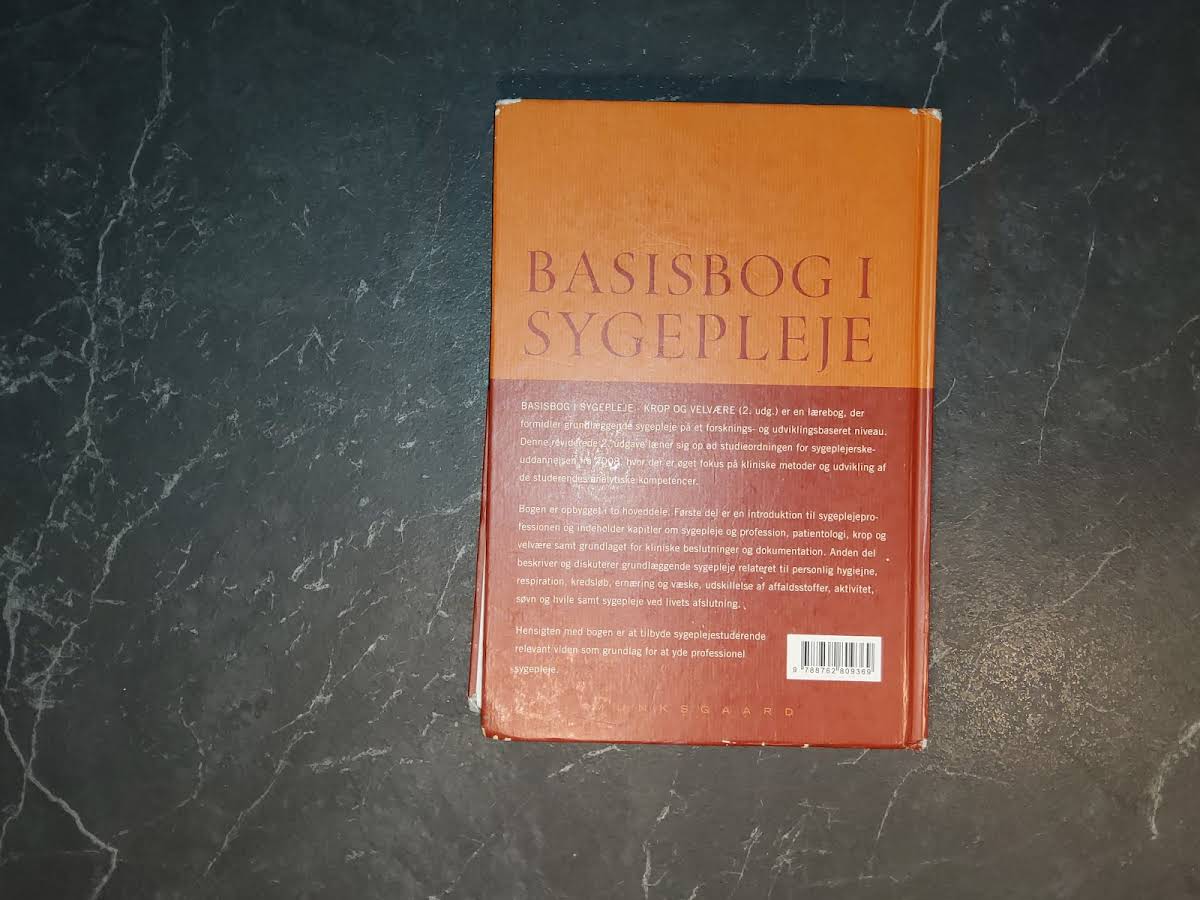 BASISBOG I
SYGEPLEJE
BASISBOG I SYGEPLEJE - KROP OG VELVÆRE (2. udg.) er en lærebog, der
formidler grundlæggende sygepleje på et forsknings- og udviklingsbaseret niveau.
Denne reviderede 2. udgave læner sig op ad studieordningen for sygeplejerske-
uddannelsen fra 2008, hvor der er øget fokus på kliniske metoder og udvikling af
de studerendes analytiske kompetencer.
Bogen er opbygget i to hoveddele. Første del er en introduktion til sygeplejepro-
fessionen og indeholder kapitler om sygepleje og profession, patientologi, krop og
velvære samt grundlaget for kliniske beslutninger og dokumentation. Anden del
beskriver og diskuterer grundlæggende sygepleje relateret til personlig hygiejne,
respiration, kredsløb, ernæring og væske, udskillelse af affaldsstoffer, aktivitet,
søvn og hvile samt sygepleje ved livets afslutning.
Hensigten med bogen er at tilbyde sygeplejestuderende
relevant viden som grundlag for at yde professionel
sygepleje.
9 788762 809369
MUNKSGAARD